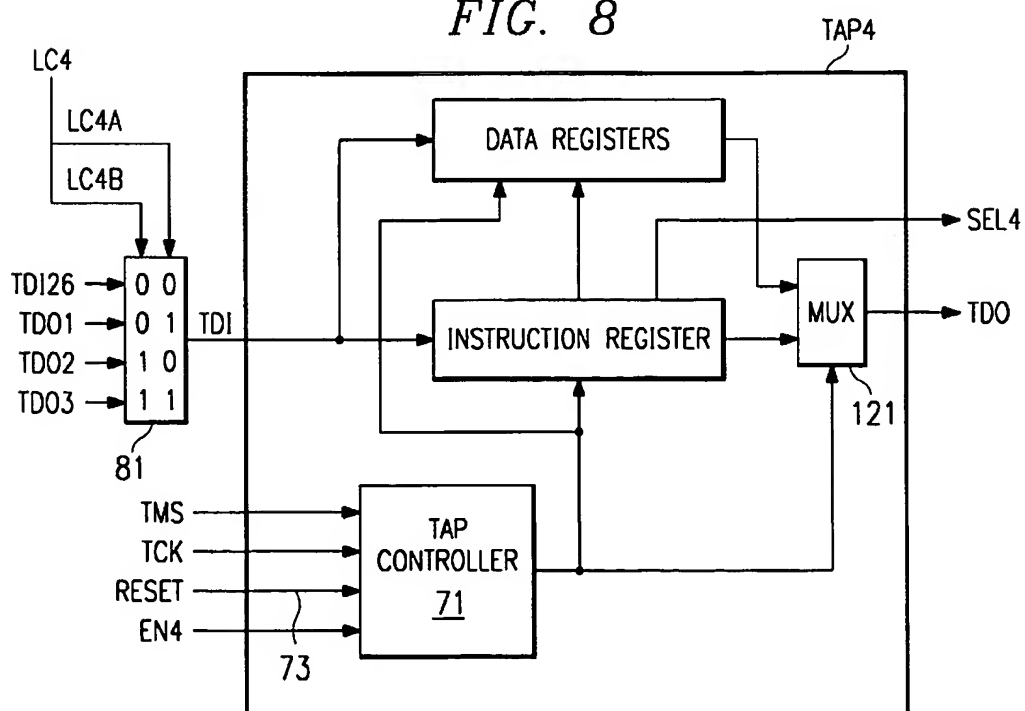 FIG. 8
TAP4
LC4
LC4A
LC4B
DATA REGISTERS
SEL4
TDI26
TDO1
TDO2
TDO3
0 0
0 1
1 0
1 1
TDI
INSTRUCTION REGISTER
MUX
TDO
121
81
TMS
TCK
RESET
EN4
TAP
CONTROLLER
71
73